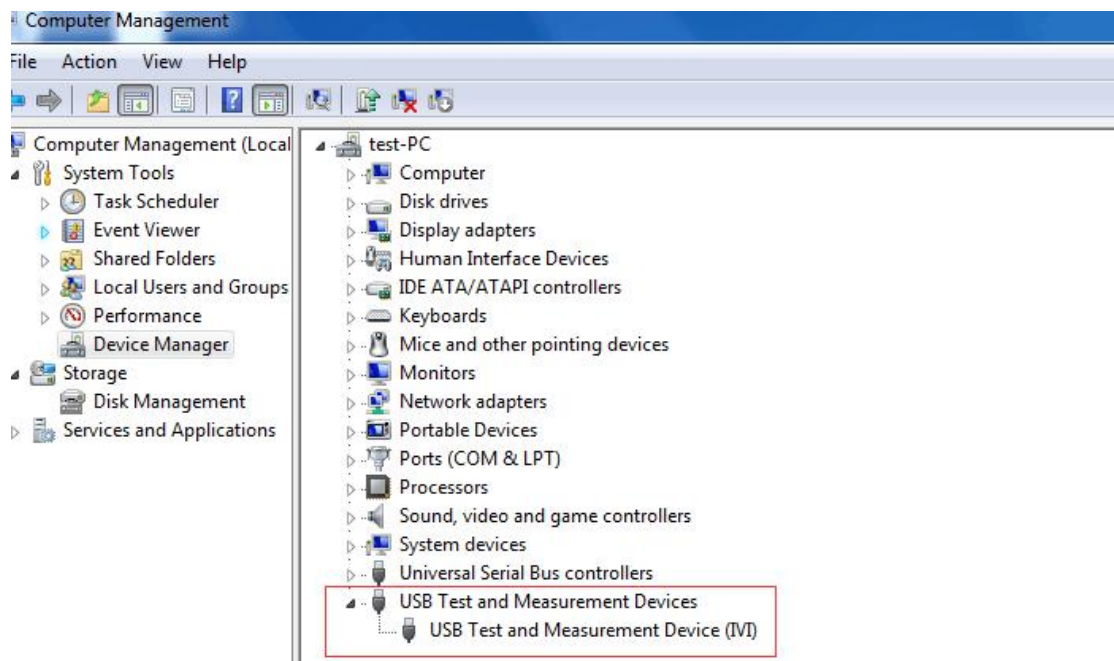 Computer Management
File Action View Help
Computer Management (Local
System Tools
Task Scheduler
Event Viewer
Shared Folders
Local Users and Groups
Performance
Device Manager
Storage
Disk Management
Services and Applications
test-PC
Computer
Disk drives
Display adapters
Human Interface Devices
IDE ATA/ATAPI controllers
Keyboards
Mice and other pointing devices
Monitors
Network adapters
Portable Devices
Ports (COM & LPT)
Processors
Sound, video and game controllers
System devices
Universal Serial Bus controllers
USB Test and Measurement Devices
USB Test and Measurement Device (IVI)